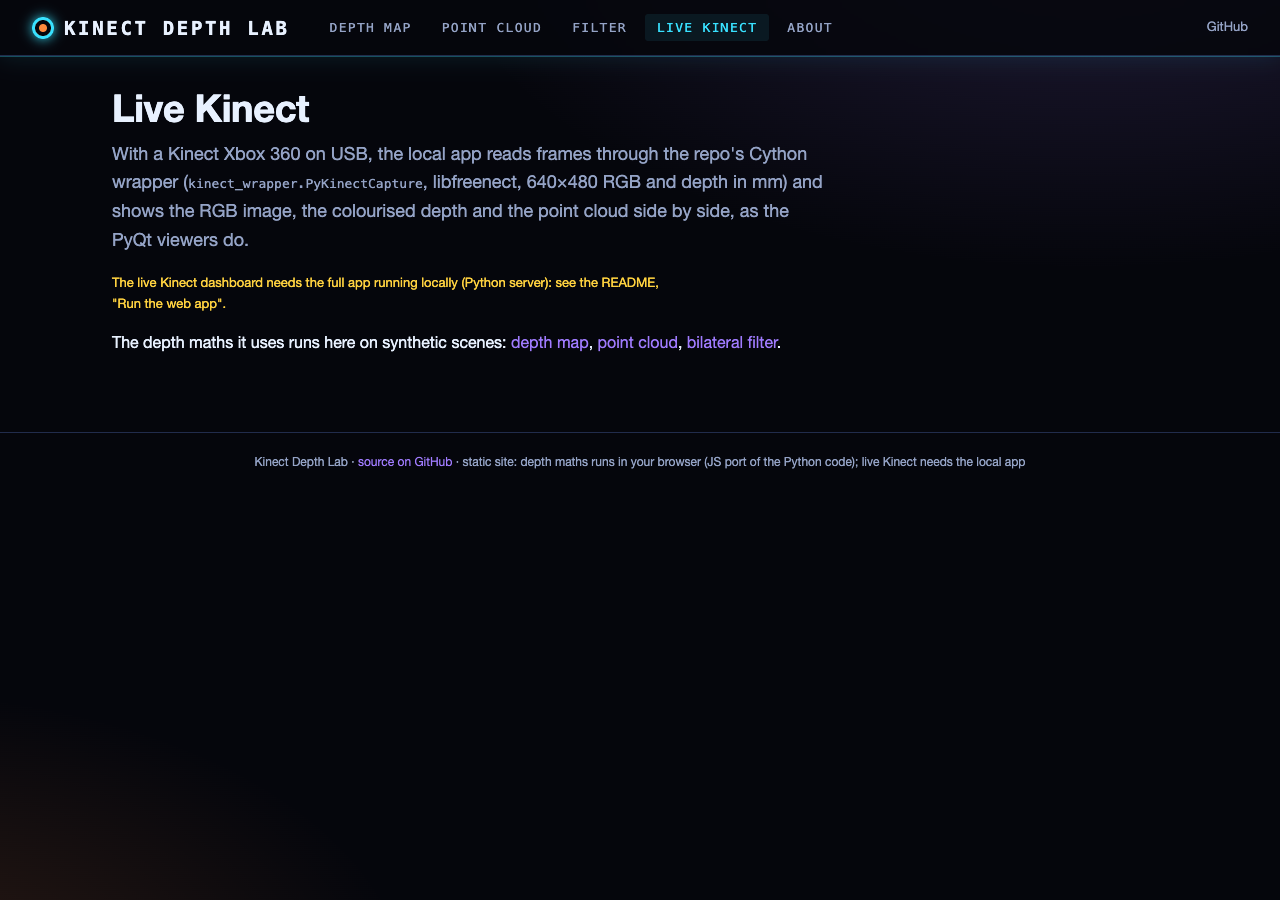 KINECT DEPTH LAB
DEPTH MAP
POINT CLOUD
FILTER
LIVE KINECT
ABOUT
GitHub
Live Kinect
With a Kinect Xbox 360 on USB, the local app reads frames through the repo's Cython
wrapper (kinect_wrapper.PyKinectCapture, libfreenect, 640×480 RGB and depth in mm) and
shows the RGB image, the colourised depth and the point cloud side by side, as the
PyQt viewers do.
The live Kinect dashboard needs the full app running locally (Python server): see the README,
"Run the web app".
The depth maths it uses runs here on synthetic scenes: depth map, point cloud, bilateral filter.
Kinect Depth Lab · source on GitHub · static site: depth maths runs in your browser (JS port of the Python code); live Kinect needs the local app